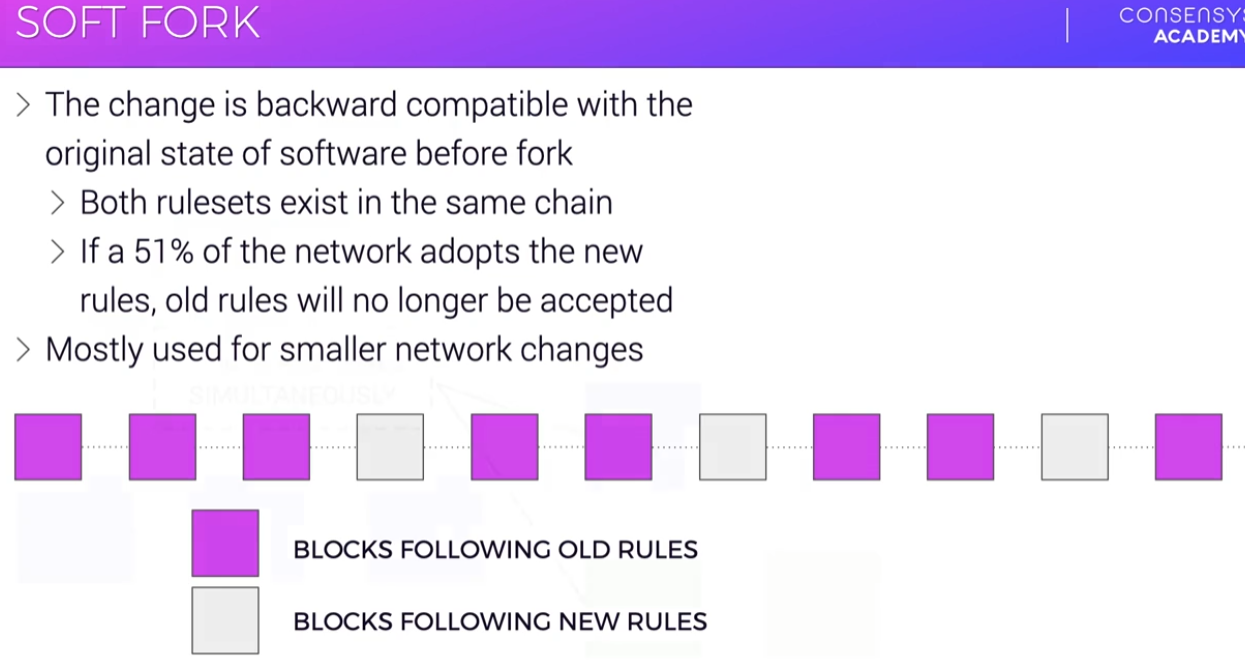 SOFT FORK
CONSENSYS
ACADEMY
> The change is backward compatible with the
original state of software before fork
> Both rulesets exist in the same chain
> If a 51% of the network adopts the new
rules, old rules will no longer be accepted
> Mostly used for smaller network changes
SIMULTANEOUSLY
BLOCKS FOLLOWING OLD RULES
BLOCKS FOLLOWING NEW RULES